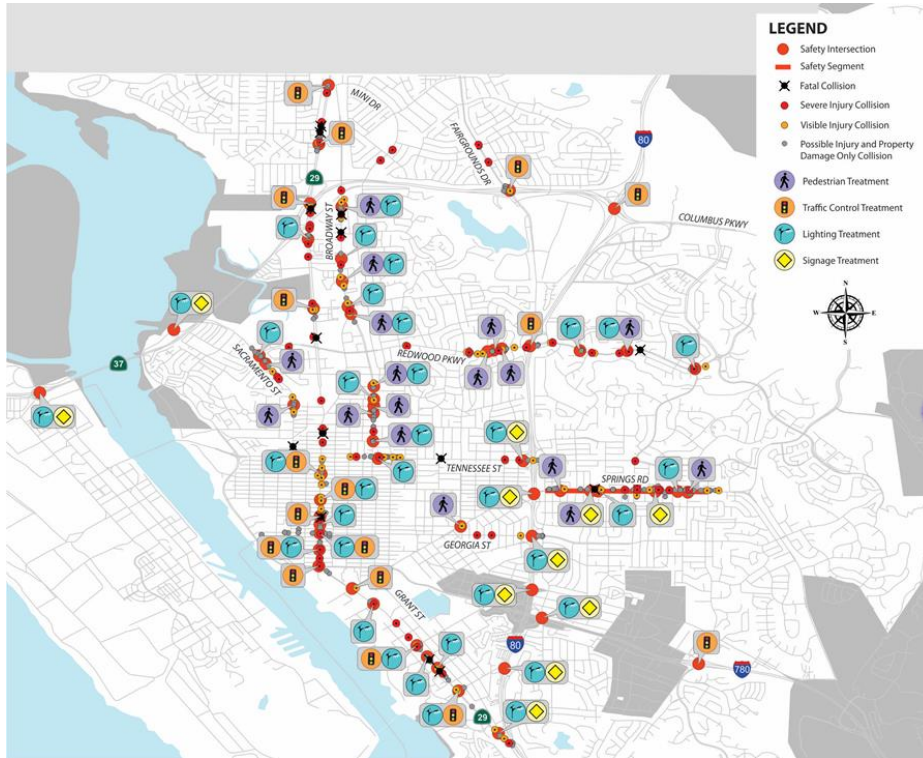 LEGEND
Safety Intersection
Safety Segment
Fatal Collision
Severe Injury Collision
Visible Injury Collision
Possible Injury and Property
Damage Only Collision
Pedestrian Treatment
Traffic Control Treatment
Lighting Treatment
Signage Treatment
N
W E
S
MINI DR
FAIRGROUNDS DR
80
29
BROADWAY ST
COLUMBUS PKWY
37
SACRAMENTO ST
REDWOOD PKWY
TENNESSEE ST
SPRINGS RD
GEORGIA ST
GRANT ST
80
780
29